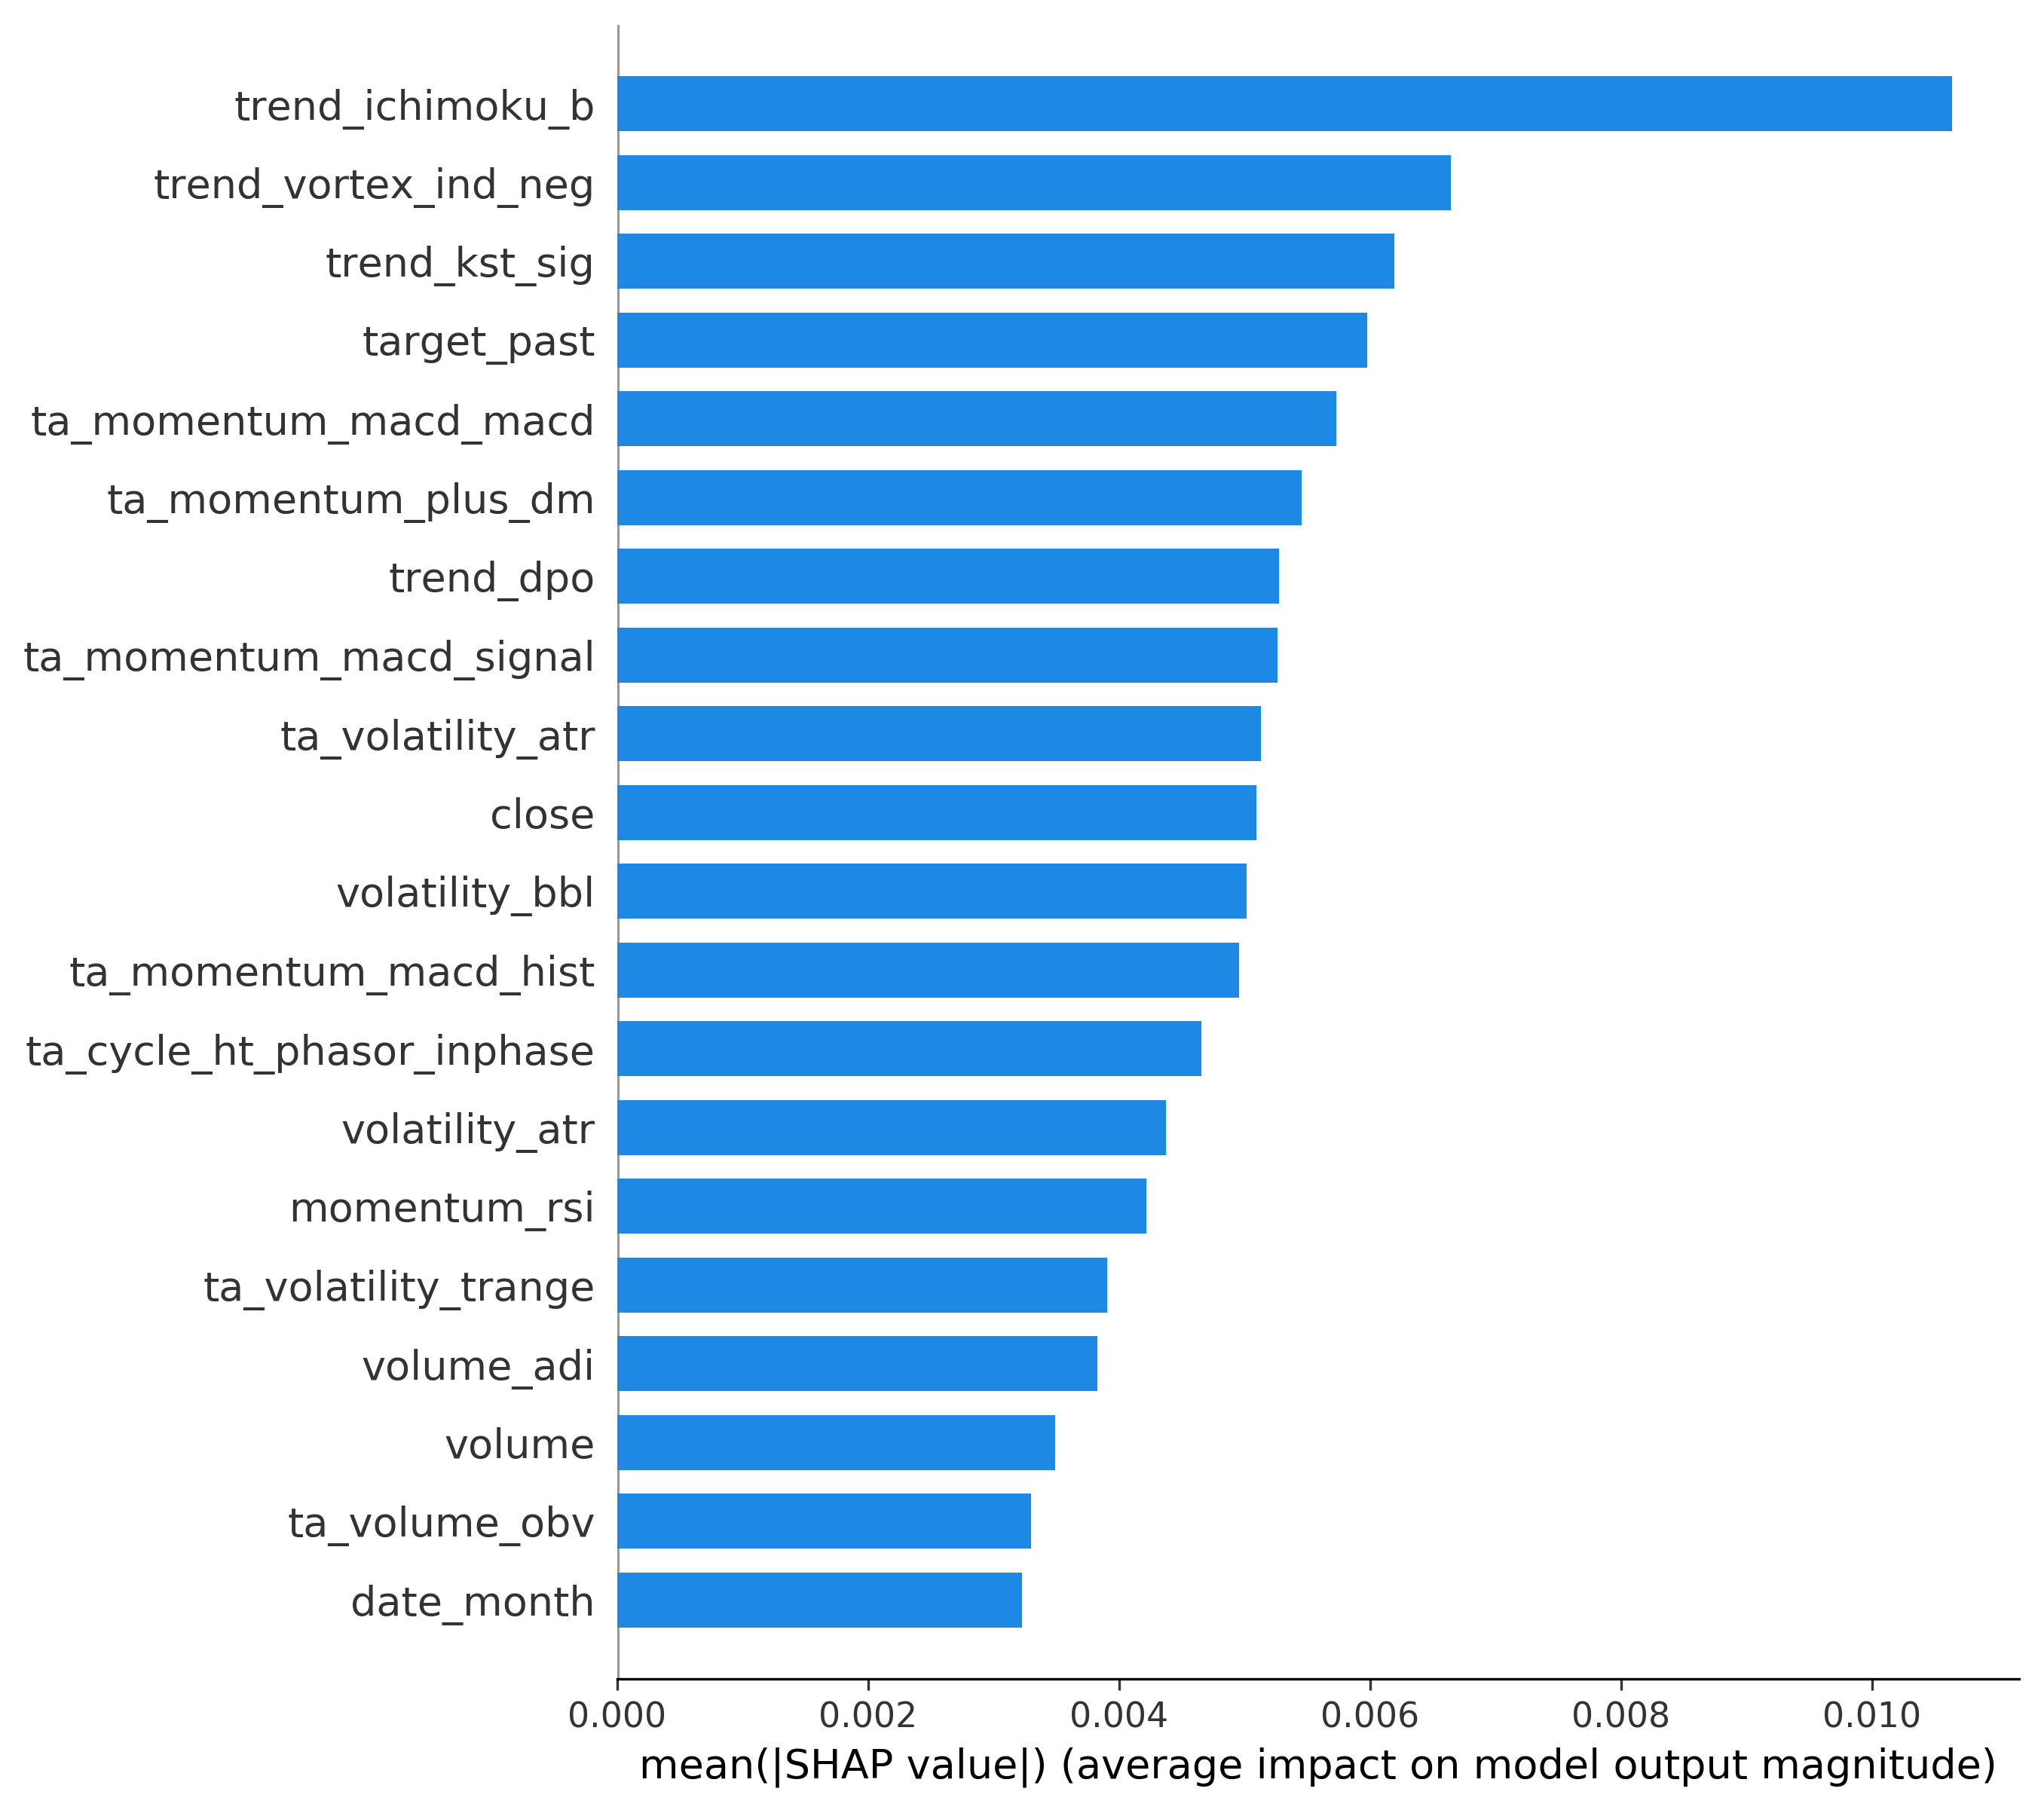 trend_ichimoku_b
trend_vortex_ind_neg
trend_kst_sig
target_past
ta_momentum_macd_macd
ta_momentum_plus_dm
trend_dpo
ta_momentum_macd_signal
ta_volatility_atr
close
volatility_bbl
ta_momentum_macd_hist
ta_cycle_ht_phasor_inphase
volatility_atr
momentum_rsi
ta_volatility_trange
volume_adi
volume
ta_volume_obv
date_month
0.000 0.002 0.004 0.006 0.008 0.010
mean(|SHAP value|) (average impact on model output magnitude)